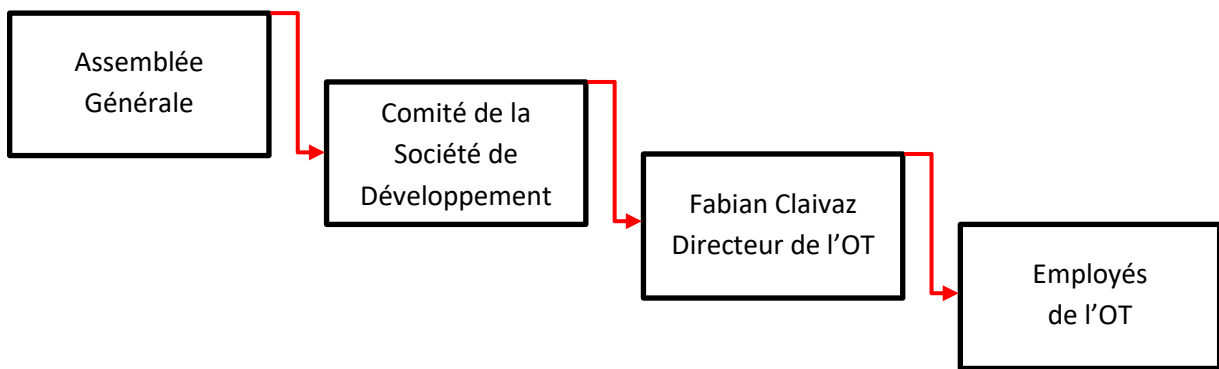 Assemblée
Générale
Comité de la
Société de
Développement
Fabian Claivaz
Directeur de l’OT
Employés
de l’OT